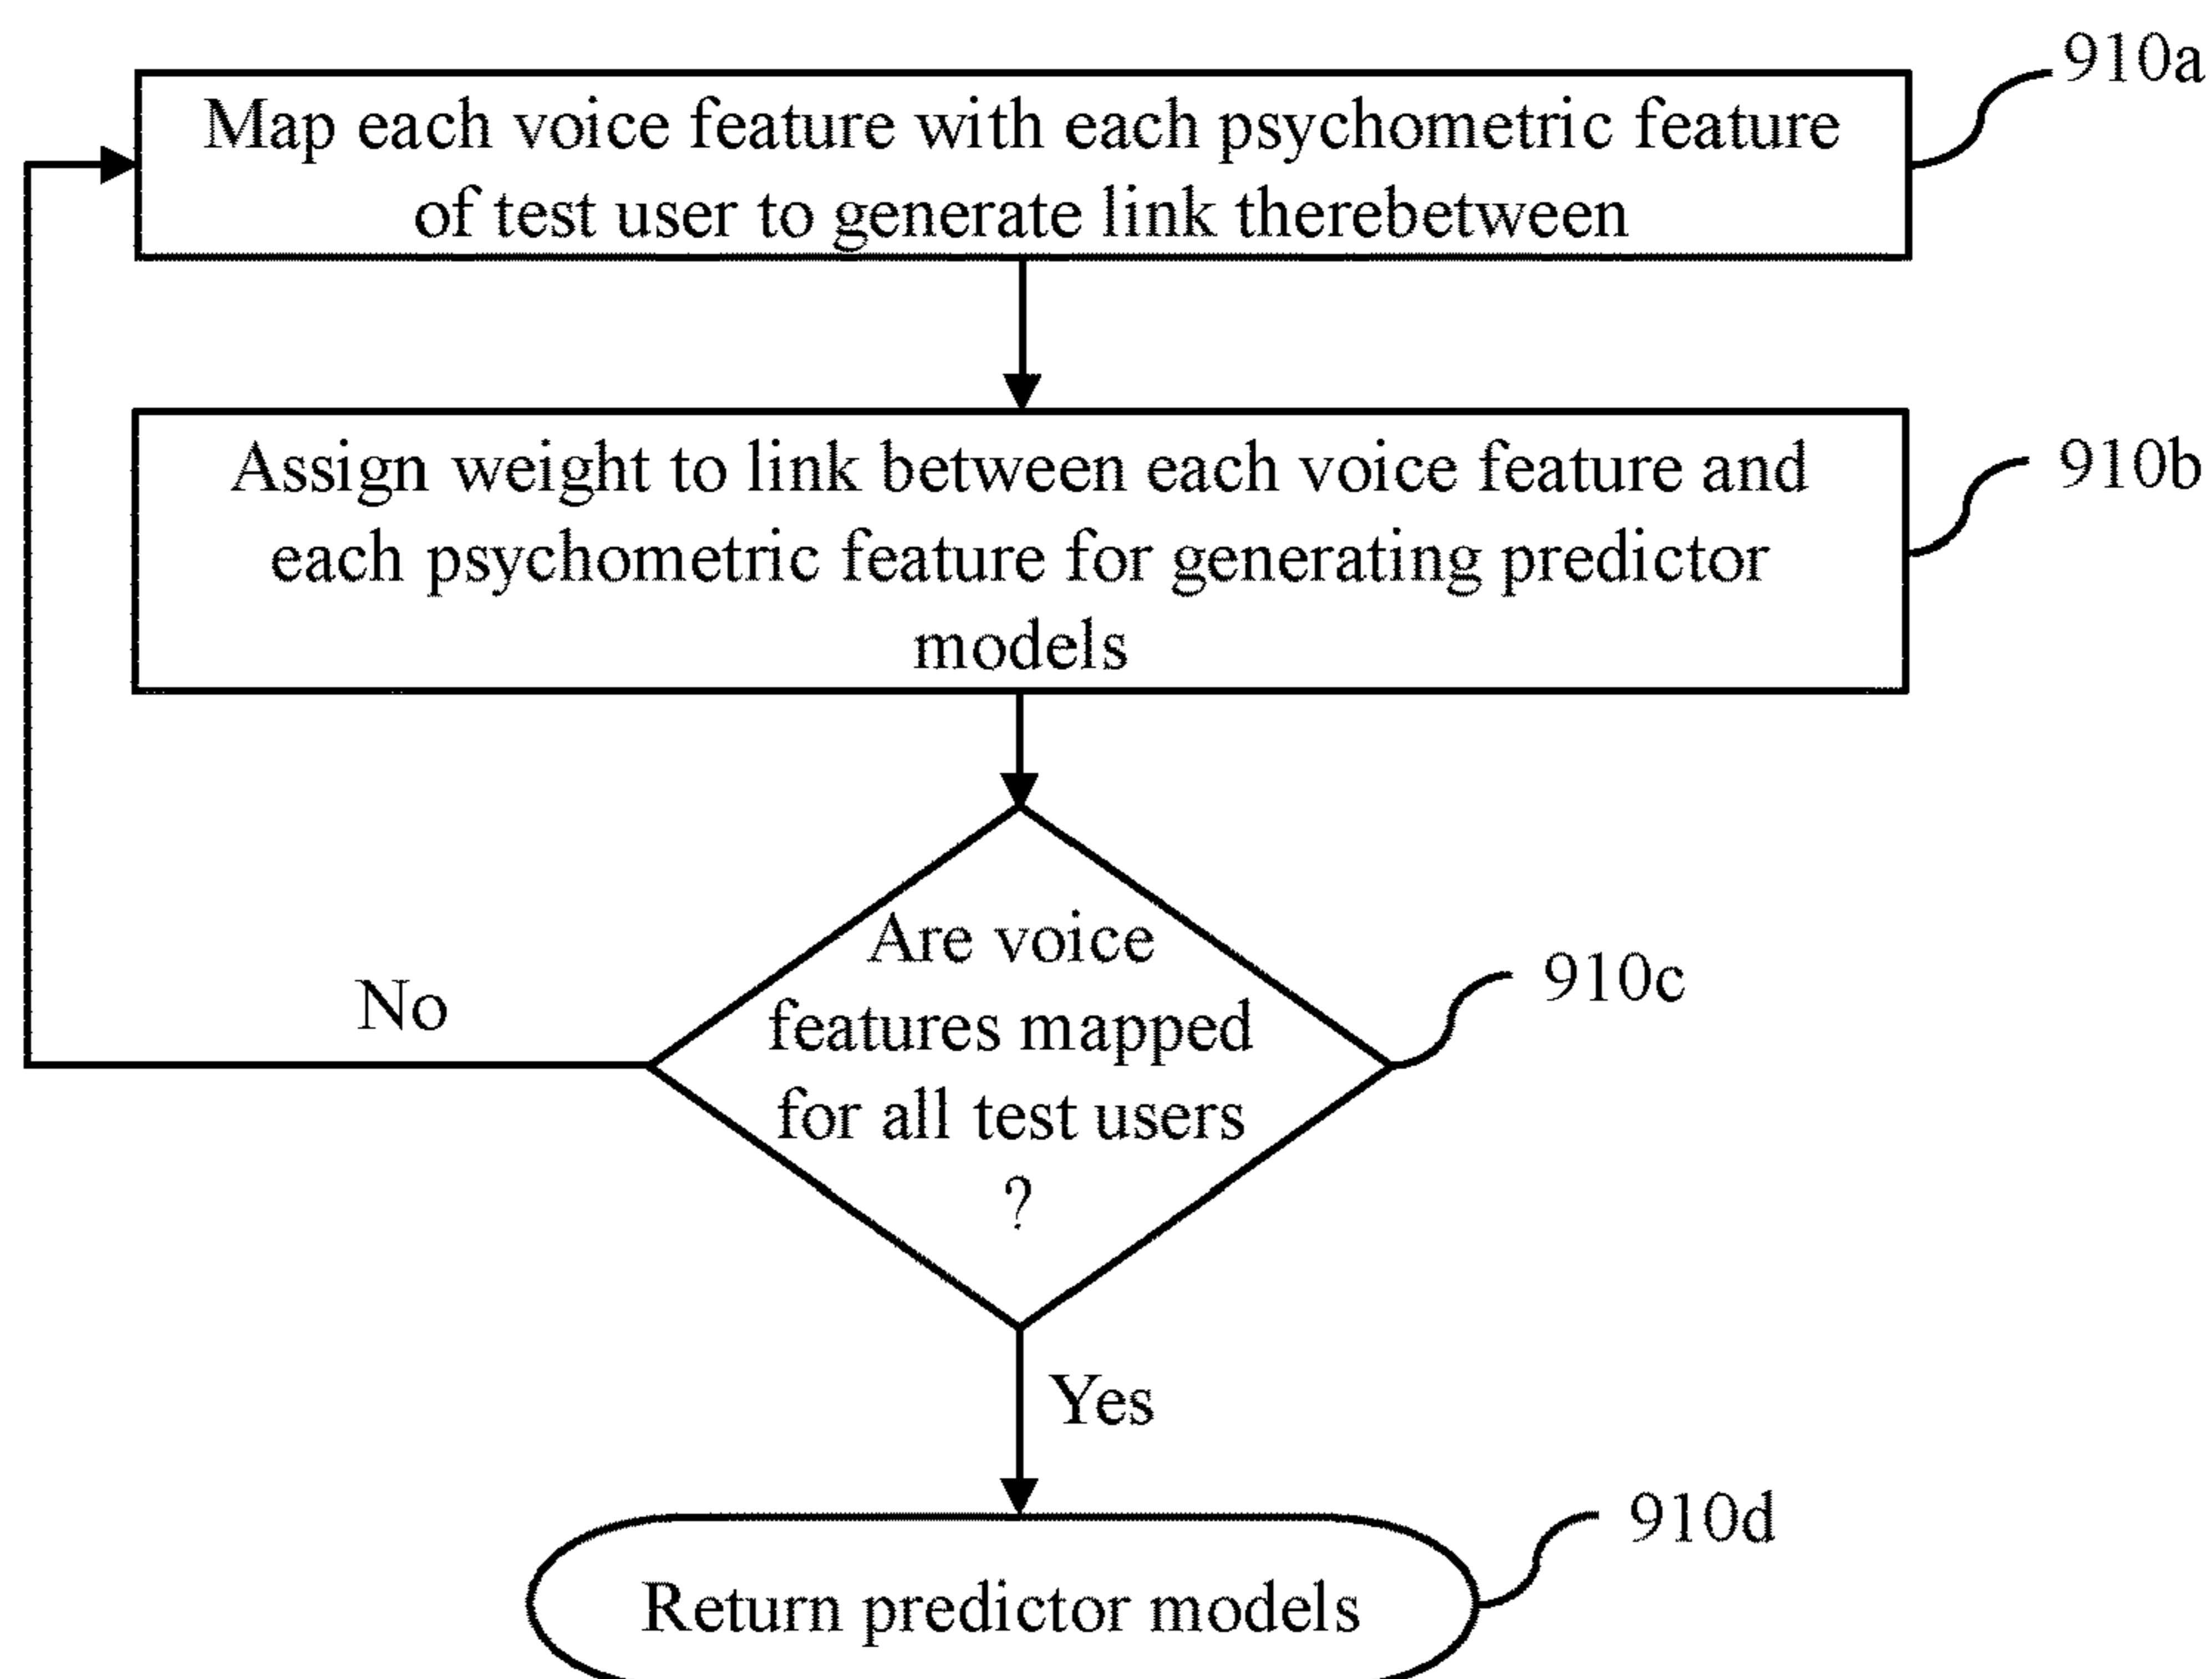 910a
Map each voice feature with each psychometric feature
of test user to generate link therebetween
910b
Assign weight to link between each voice feature and
each psychometric feature for generating predictor
models
Are voice
features mapped
for all test users
?
910c
No
Yes
910d
Return predictor models